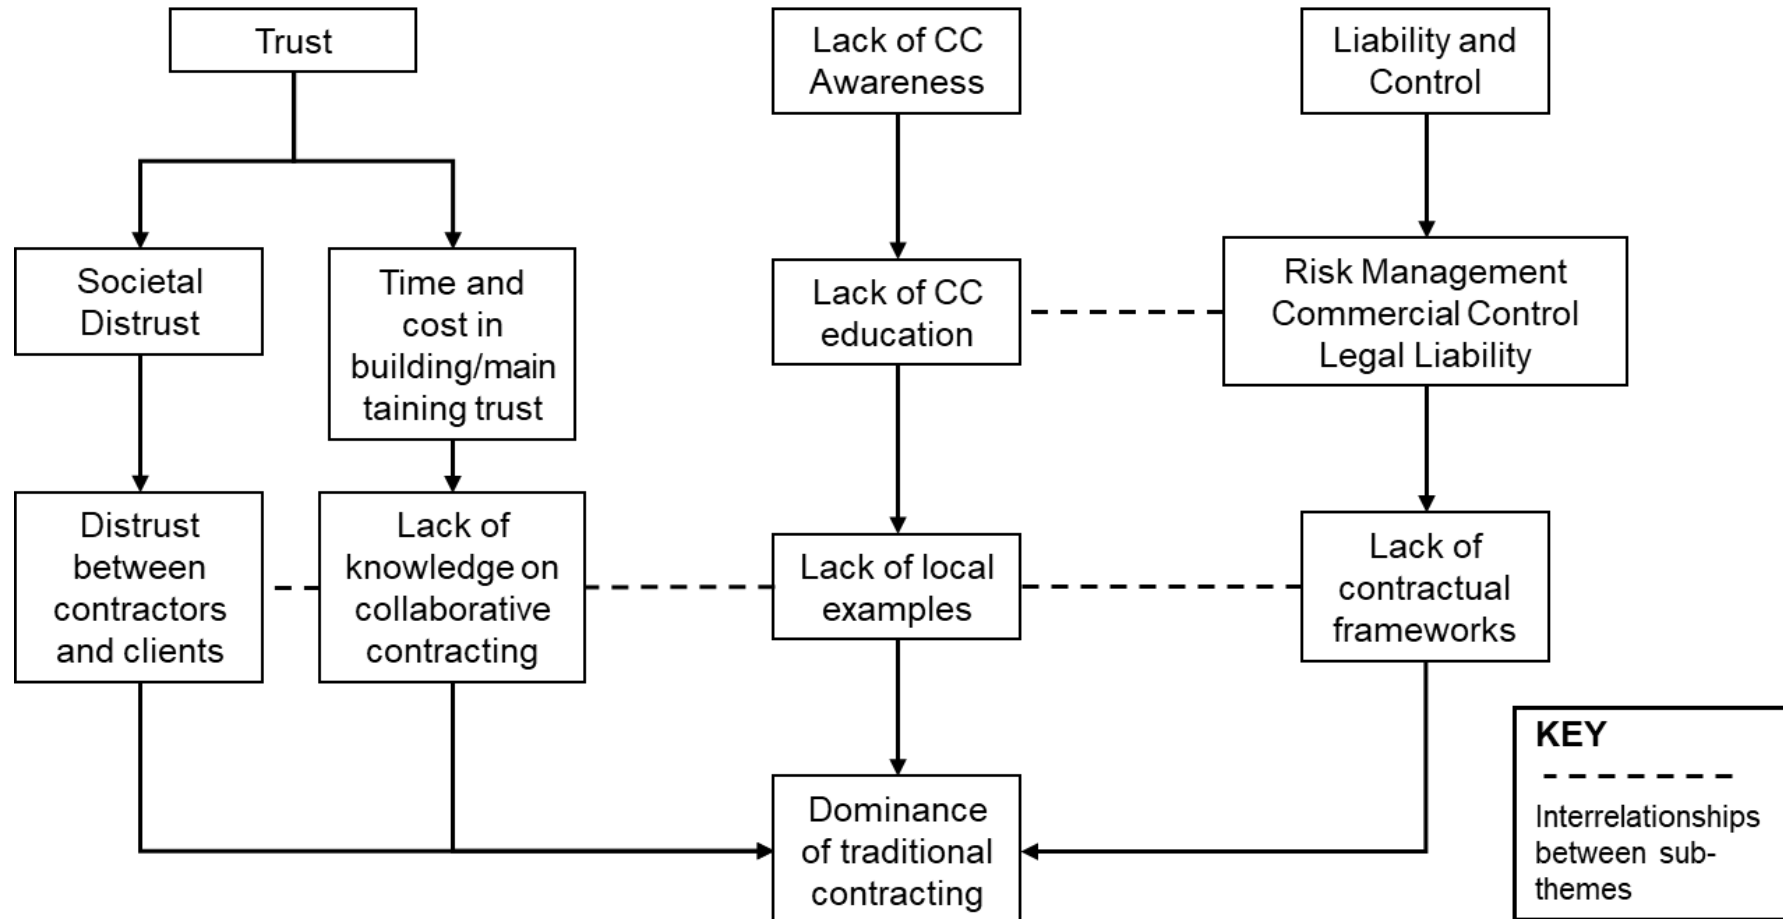 Trust
Lack of CC
Awareness
Liability and
Control
Societal
Distrust
Time and
cost in
building/main
taining trust
Lack of CC
education
Risk Management
Commercial Control
Legal Liability
Distrust
between
contractors
and clients
Lack of
knowledge on
collaborative
contracting
Lack of local
examples
Lack of
contractual
frameworks
Dominance
of traditional
contracting
KEY
Interrelationships
between sub-
themes